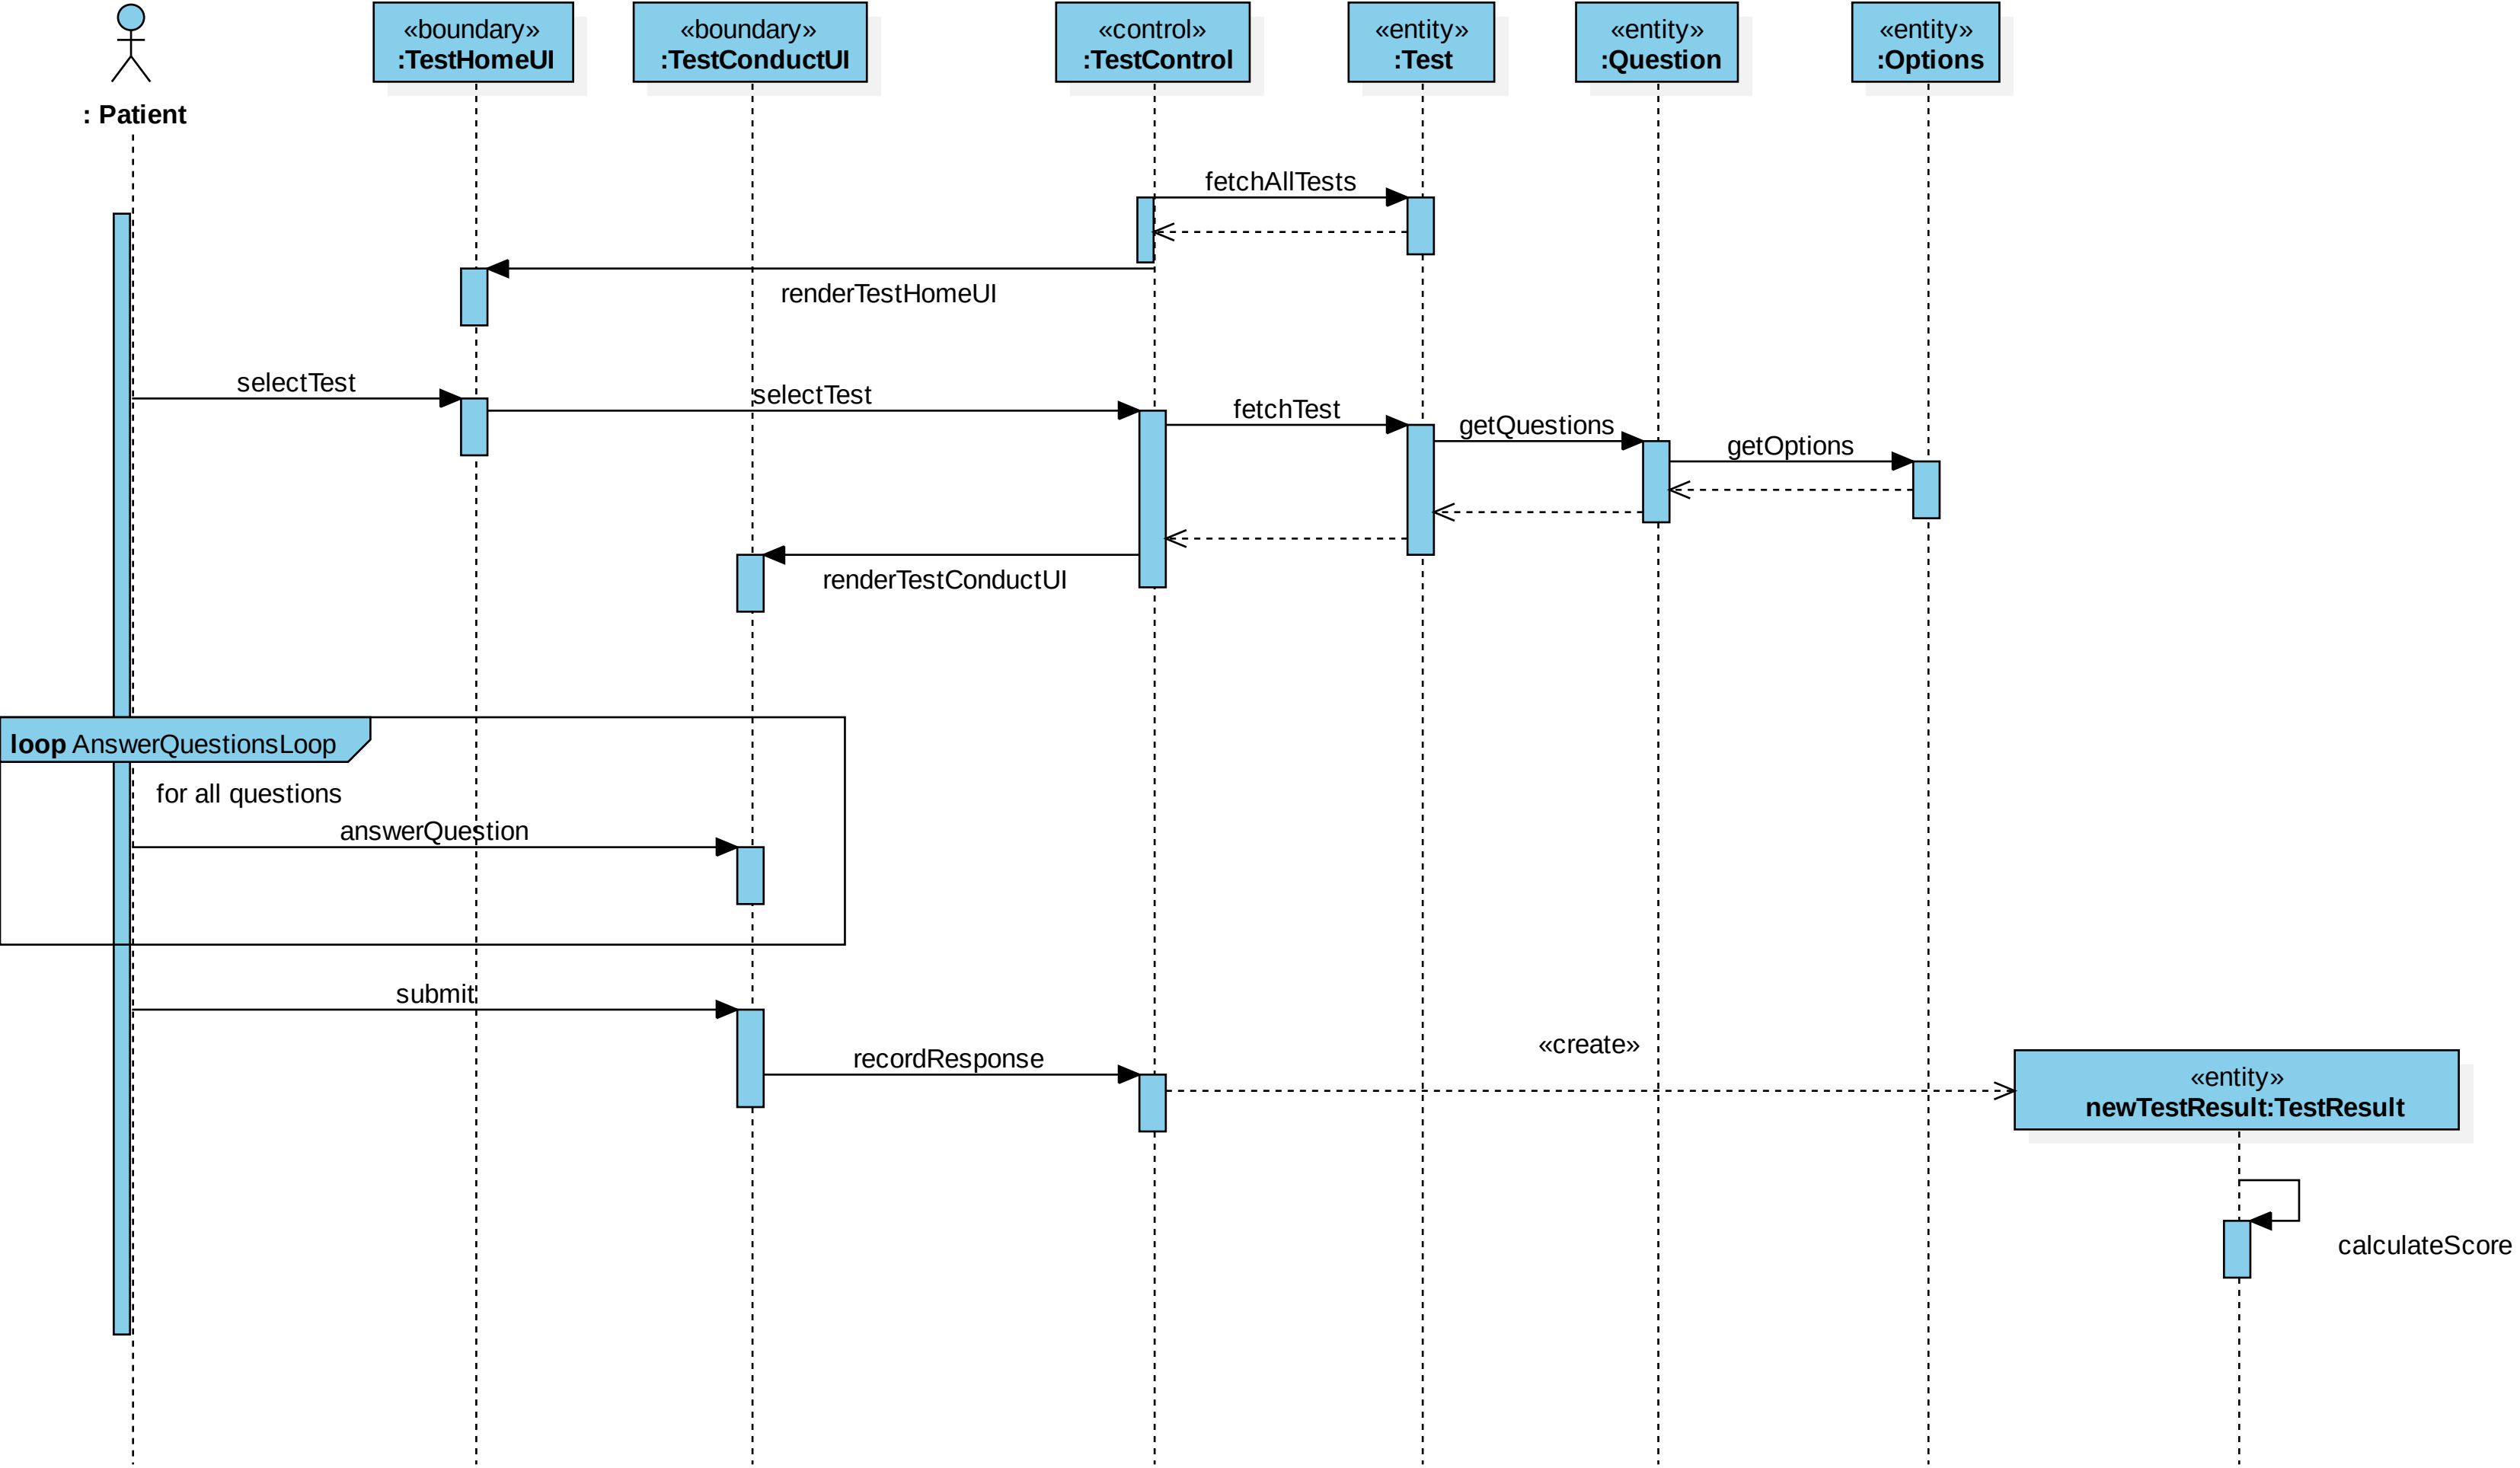 : Patient
«boundary»
:TestHomeUI
«boundary»
:TestConductUI
«control»
:TestControl
«entity»
:Test
«entity»
:Question
«entity»
:Options
fetchAllTests
renderTestHomeUI
selectTest
selectTest
fetchTest
getQuestions
getOptions
renderTestConductUI
loop AnswerQuestionsLoop
for all questions
answerQuestion
submit
recordResponse
«create»
«entity»
newTestResult:TestResult
calculateScore